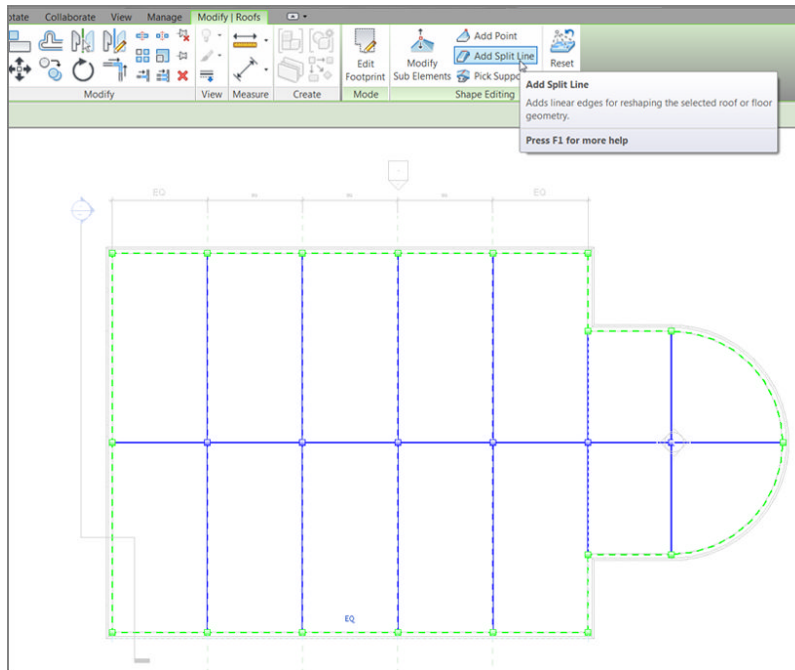 otate Collaborate View Manage Modify | Roofs
Add Point
Add Split Line
Edit Footprint
Modify Sub Elements
Pick Suppo
Reset
Modify View Measure Create Mode Shape Editing
Add Split Line
Adds linear edges for reshaping the selected roof or floor
geometry.
Press F1 for more help
EQ EQ
EQ